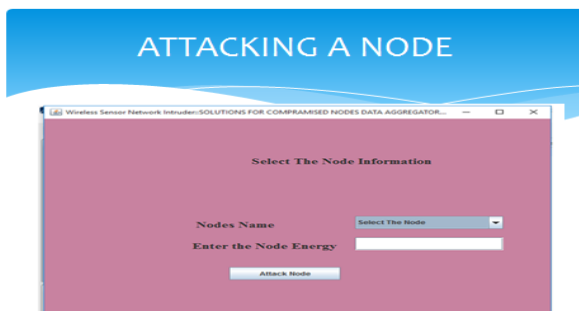 ATTACKING A NODE
Wireless Sensor Network Intruder::SOLUTIONS FOR COMPRAMISED NODES DATA AGGREGATOR...
Select The Node Information
Nodes Name
Select The Node
Enter the Node Energy
Attack Node